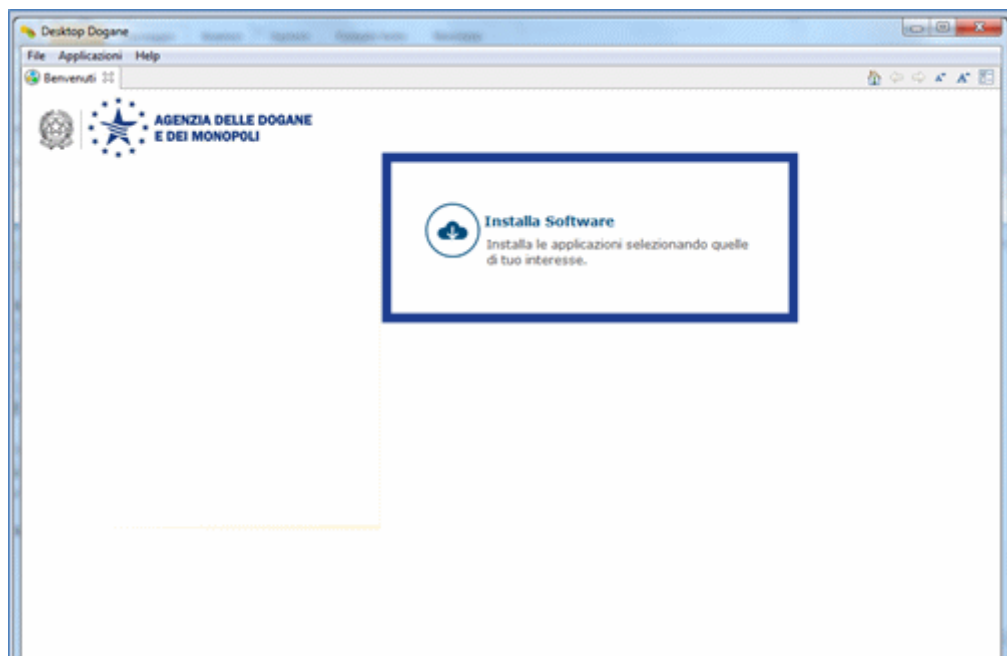 Desktop Dogane
File Applicazioni Help
Benvenuti
AGENZIA DELLE DOGANE
E DEI MONOPOLI
Installa Software
Installa le applicazioni selezionando quelle
di tuo interesse.